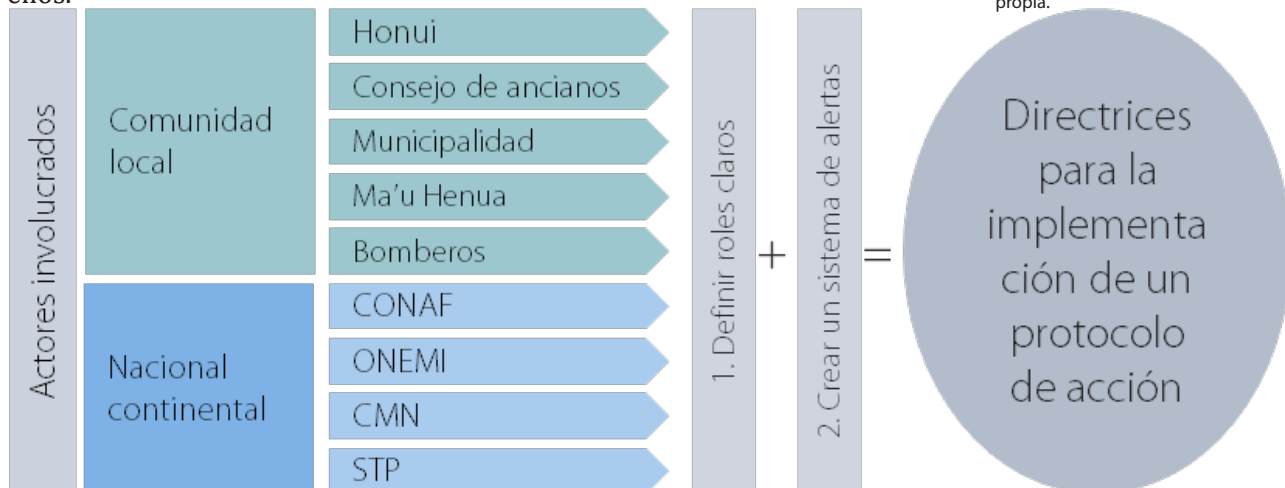 propia.
Actores involucrados
Comunidad
local
Honui
Consejo de ancianos
Municipalidad
Ma'u Henua
Bomberos
Nacional
continental
CONAF
ONEMI
CMN
STP
1. Definir roles claros
+
2. Crear un sistema de alertas
=
Directrices
para la
implementa
ción de un
protocolo
de acción